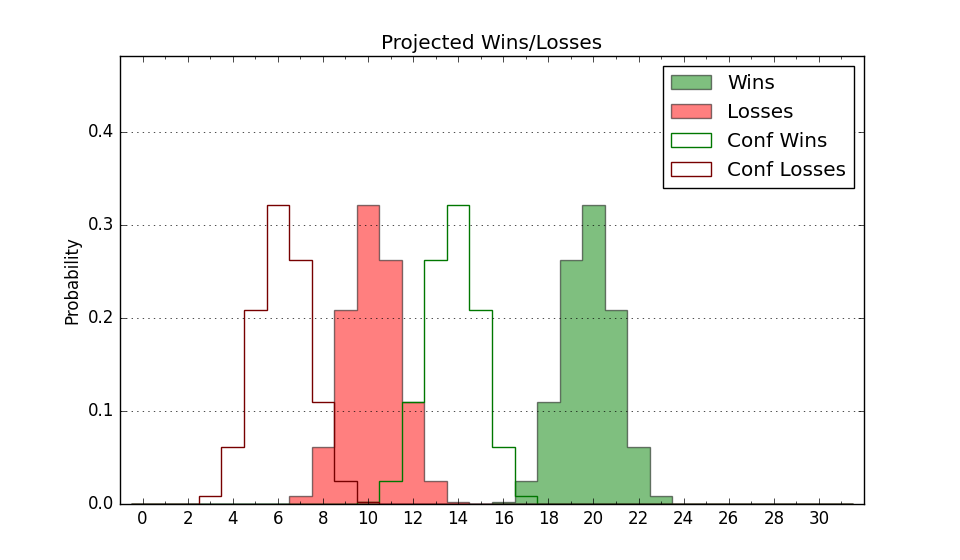 Projected Wins/Losses
Wins
Losses
Conf Wins
Conf Losses
Probability
0.4
0.3
0.2
0.1
0.0
0 2 4 6 8 10 12 14 16 18 20 22 24 26 28 30